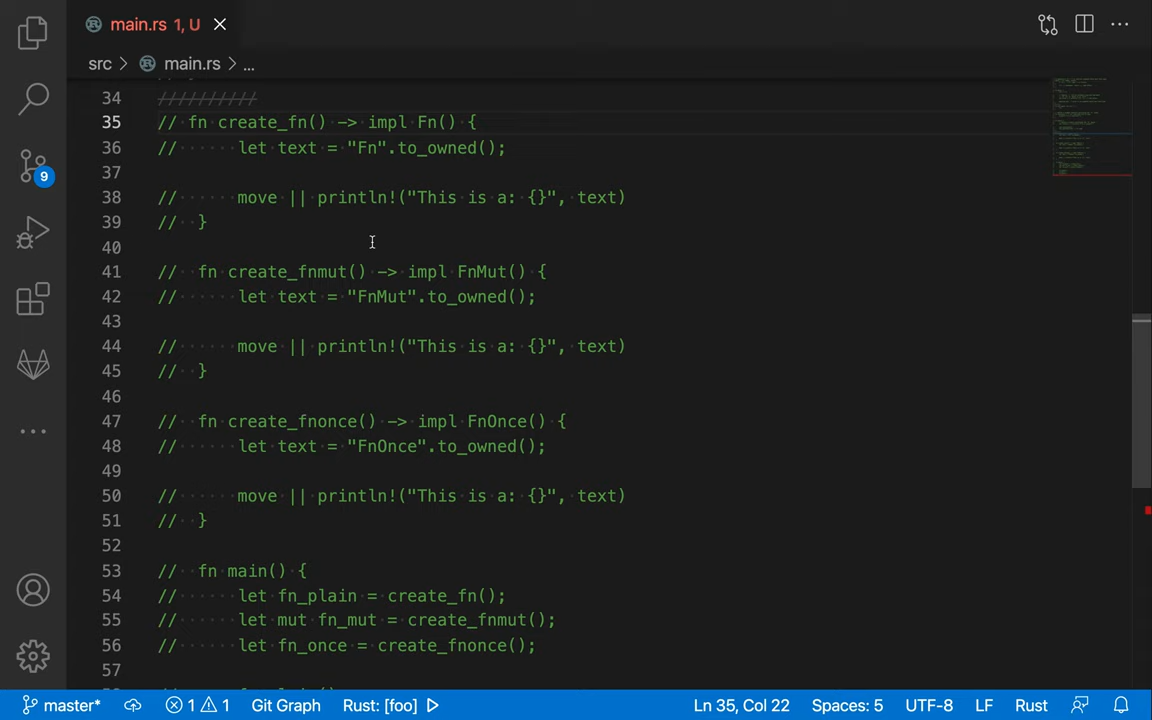 main.rs 1, U
src > main.rs > ...
34 //////////
35 // fn create_fn() -> impl Fn() {
36 // let text = "Fn".to_owned();
37
38 // move || println!("This is a: {}", text)
39 // }
40
41 // fn create_fnmut() -> impl FnMut() {
42 // let text = "FnMut".to_owned();
43
44 // move || println!("This is a: {}", text)
45 // }
46
47 // fn create_fnonce() -> impl FnOnce() {
48 // let text = "FnOnce".to_owned();
49
50 // move || println!("This is a: {}", text)
51 // }
52
53 // fn main() {
54 // let fn_plain = create_fn();
55 // let mut fn_mut = create_fnmut();
56 // let fn_once = create_fnonce();
57
9
master* 1 1 Git Graph Rust: [foo] Ln 35, Col 22 Spaces: 5 UTF-8 LF Rust